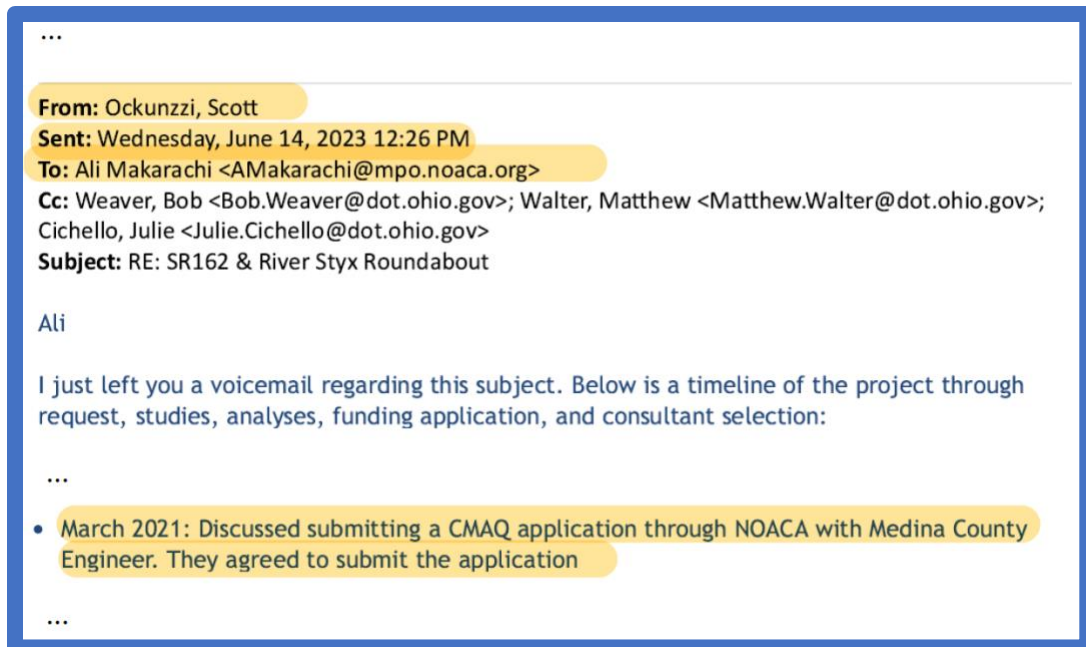 ...
From: Ockunzzi, Scott
Sent: Wednesday, June 14, 2023 12:26 PM
To: Ali Makarachi <AMakarachi@mpo.noaca.org>
Cc: Weaver, Bob <Bob.Weaver@dot.ohio.gov>; Walter, Matthew <Matthew.Walter@dot.ohio.gov>;
Cichello, Julie <Julie.Cichello@dot.ohio.gov>
Subject: RE: SR162 & River Styx Roundabout
Ali
I just left you a voicemail regarding this subject. Below is a timeline of the project through
request, studies, analyses, funding application, and consultant selection:
...
• March 2021: Discussed submitting a CMAQ application through NOACA with Medina County
Engineer. They agreed to submit the application
...